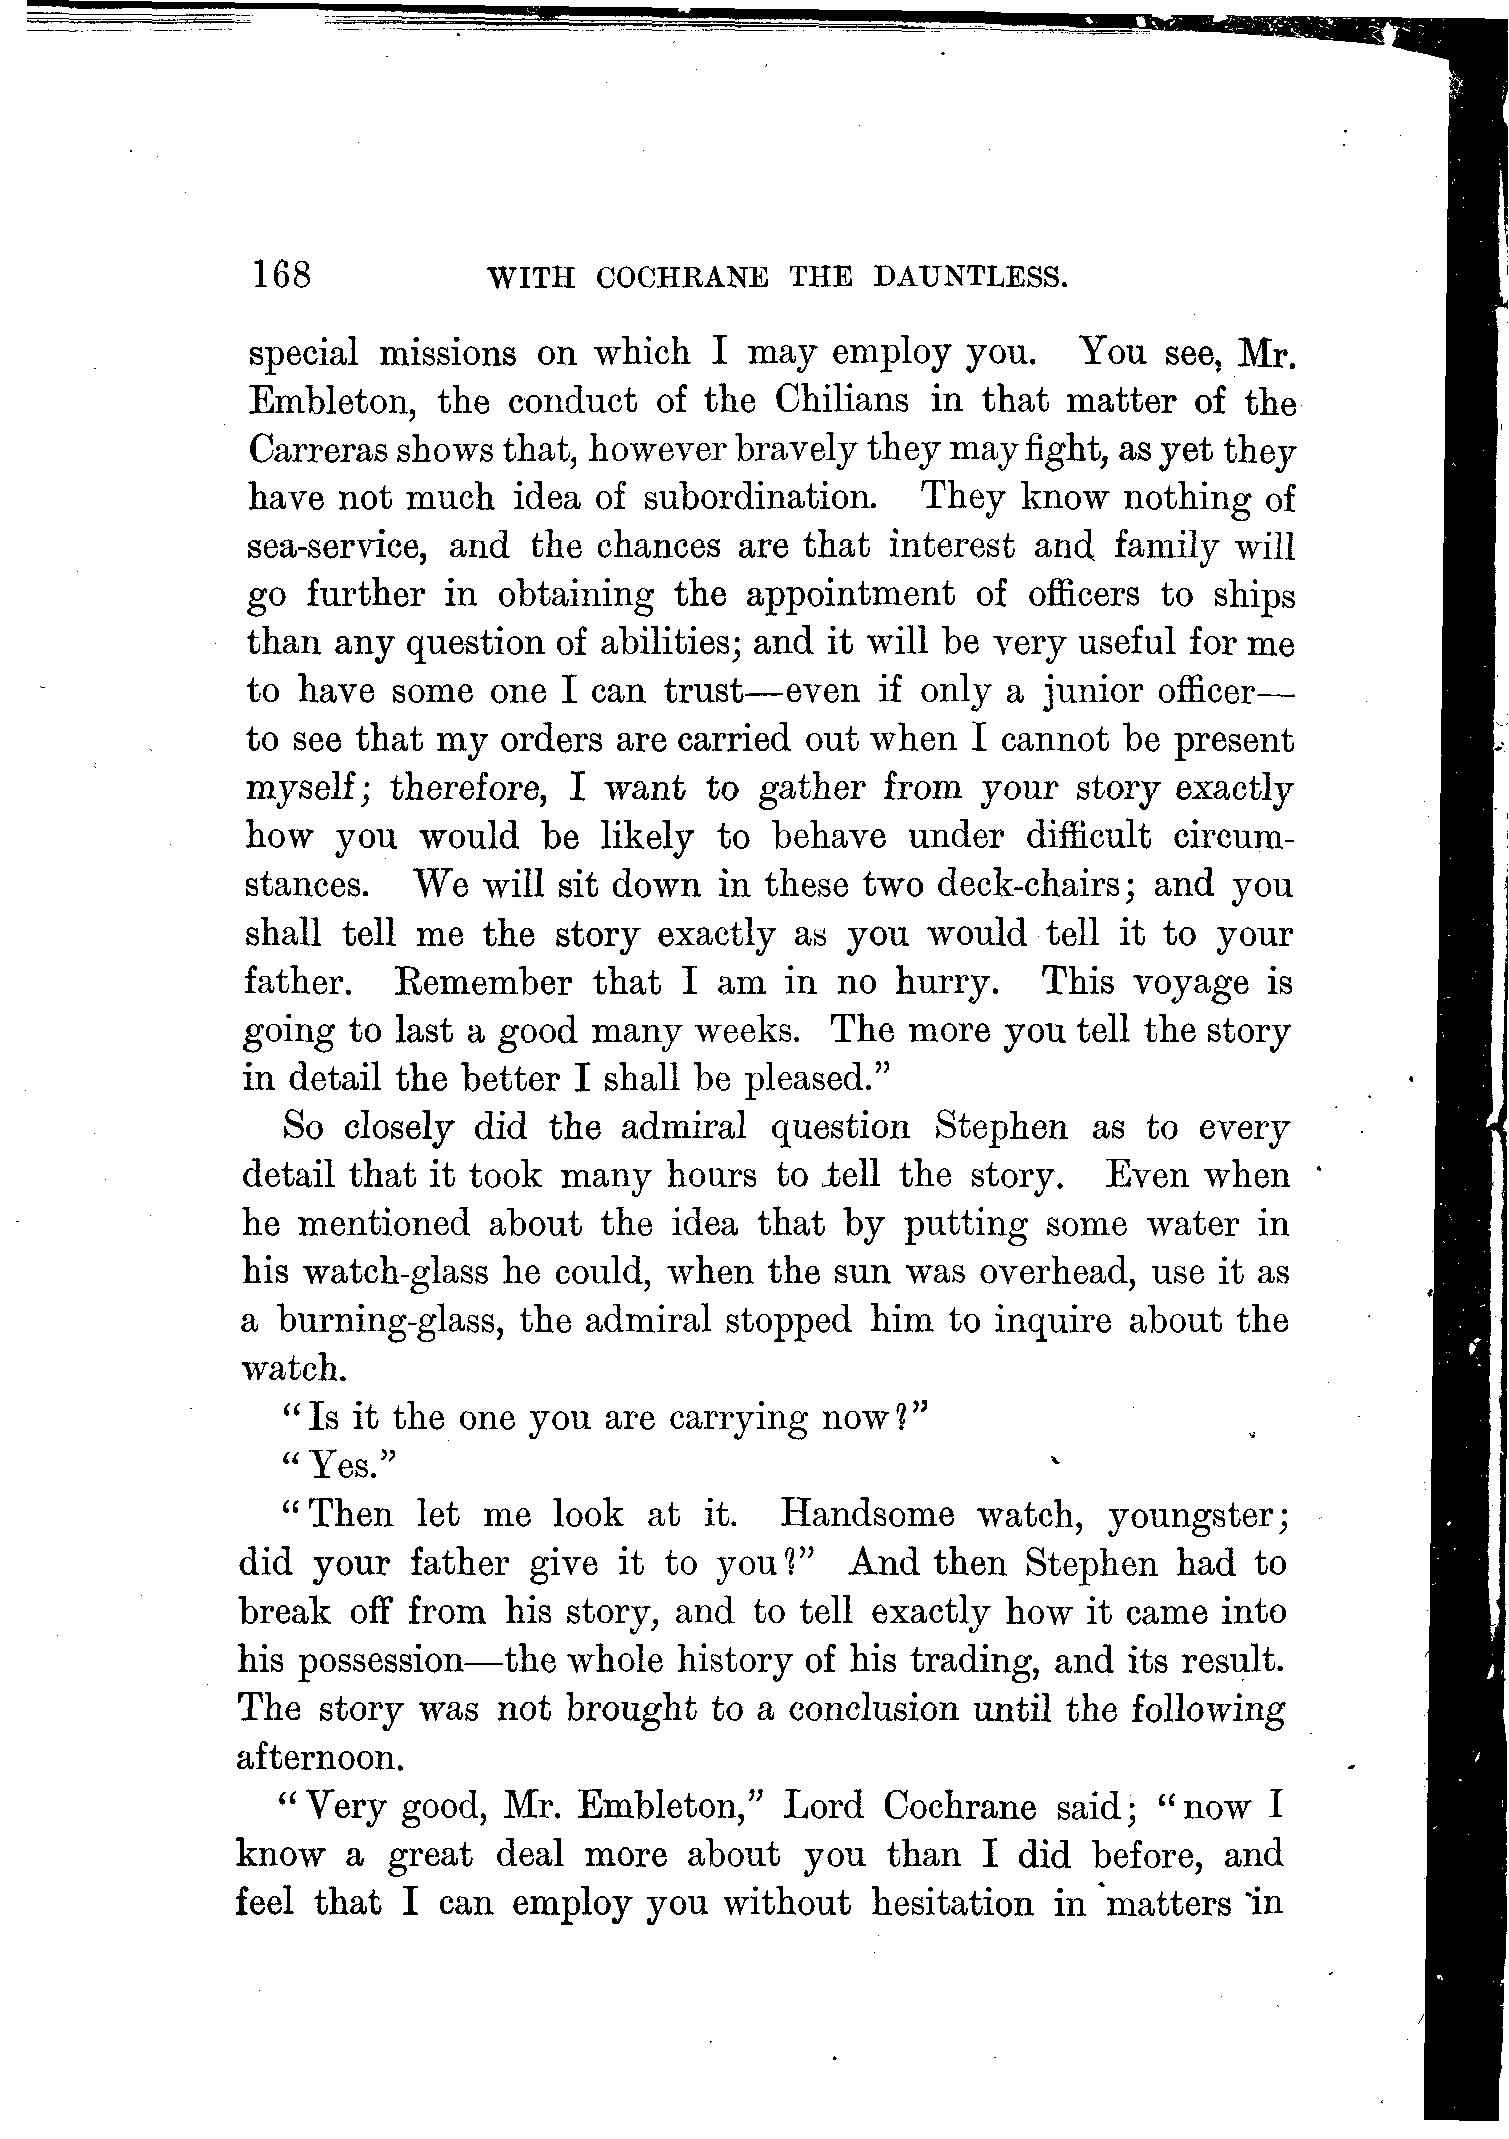 168 WITH COCHRANE THE DAUNTLESS.
special missions on which I may employ you. You see, Mr.
Embleton, the conduct of the Chilians in that matter of the
Carreras shows that, however bravely they may fight, as yet they
have not much idea of subordination. They know nothing of
sea-service, and the chances are that interest and family will
go further in obtaining the appointment of officers to ships
than any question of abilities; and it will be very useful for me
to have some one I can trust—even if only a junior officer—
to see that my orders are carried out when I cannot be present
myself; therefore, I want to gather from your story exactly
how you would be likely to behave under difficult circum-
stances. We will sit down in these two deck-chairs; and you
shall tell me the story exactly as you would tell it to your
father. Remember that I am in no hurry. This voyage is
going to last a good many weeks. The more you tell the story
in detail the better I shall be pleased."
So closely did the admiral question Stephen as to every
detail that it took many hours to tell the story. Even when
he mentioned about the idea that by putting some water in
his watch-glass he could, when the sun was overhead, use it as
a burning-glass, the admiral stopped him to inquire about the
watch.
"Is it the one you are carrying now?"
"Yes."
"Then let me look at it. Handsome watch, youngster;
did your father give it to you?" And then Stephen had to
break off from his story, and to tell exactly how it came into
his possession—the whole history of his trading, and its result.
The story was not brought to a conclusion until the following
afternoon.
"Very good, Mr. Embleton," Lord Cochrane said; "now I
know a great deal more about you than I did before, and
feel that I can employ you without hesitation in matters in